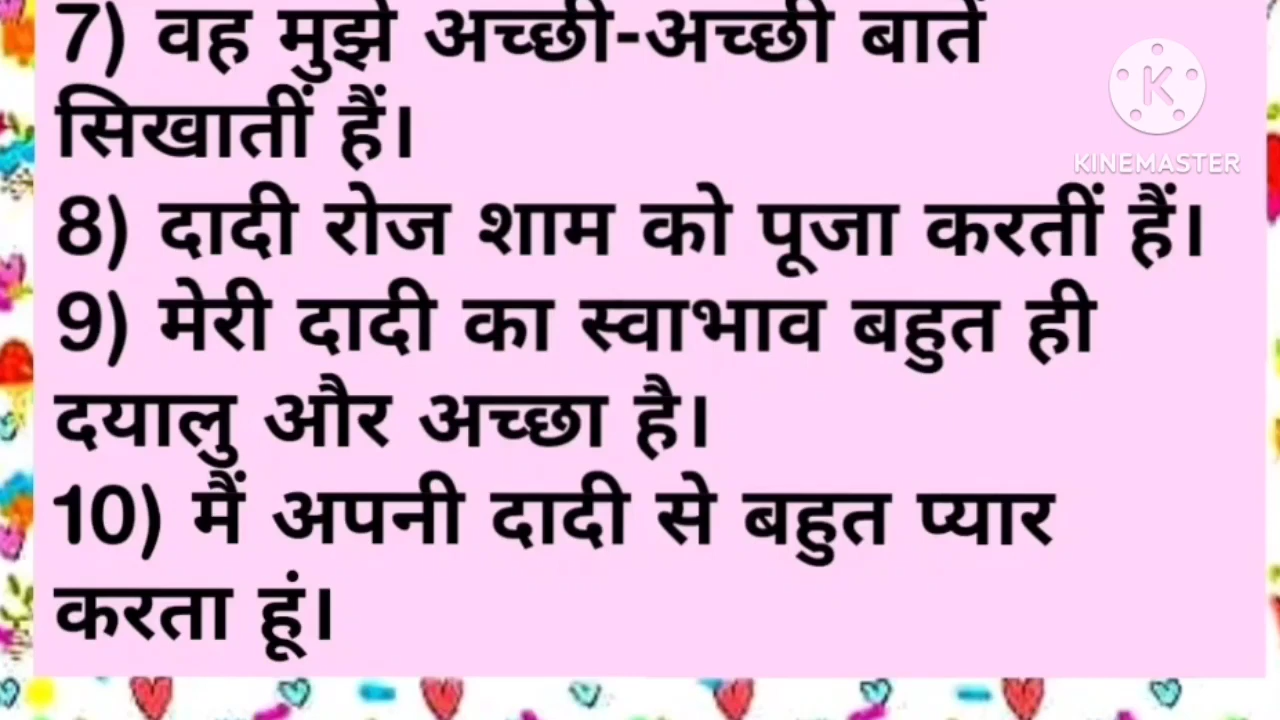 7) वह मुझे अच्छी-अच्छी बातें
सिखातीं हैं।
8) दादी रोज शाम को पूजा करतीं हैं।
9) मेरी दादी का स्वाभाव बहुत ही
दयालु और अच्छा है।
10) मैं अपनी दादी से बहुत प्यार
करता हूं।
K
KINEMASTER